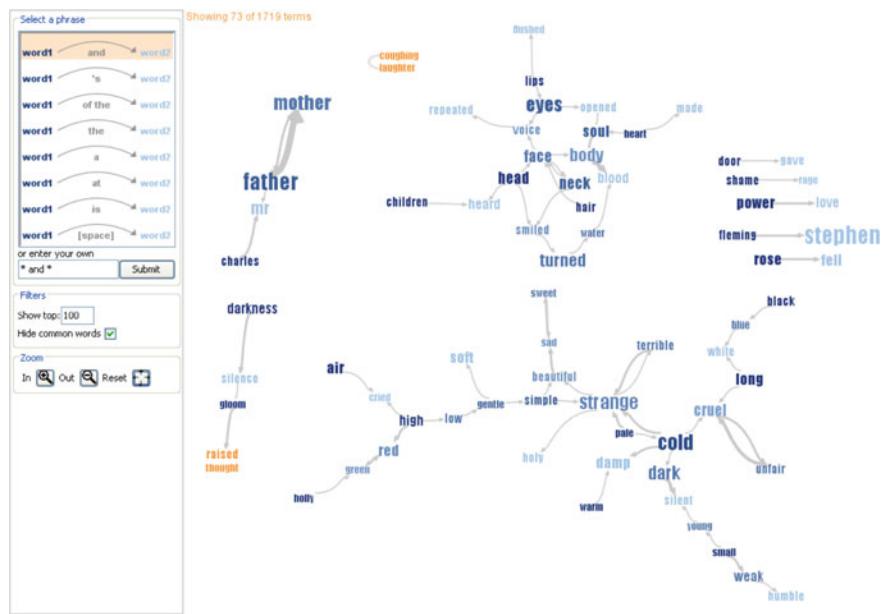 Select a phrase
word1 and word2
word1 's word2
word1 of the word2
word1 the word2
word1 a word2
word1 at word2
word1 is word2
word1 [space] word2
or enter your own
* and *
Submit
Filters
Show top: 100
Hide common words
Zoom
In Out Reset
Showing 73 of 1719 terms
coughing
laughter
mother
father
mr
charles
flushed
lips
eyes
opened
repeated
voice
soul
heart
made
face
body
head
neck
blood
children
heard
hair
smiled
water
turned
door
gave
shame
rage
power
love
fleming
stephen
rose
fell
darkness
silence
gloom
raised
thought
air
cried
high
low
gentle
soft
red
green
holly
sweet
sad
beautiful
simple
strange
terrible
holy
pale
cold
damp
dark
warm
silent
young
small
weak
humble
black
blue
white
long
cruel
unfair